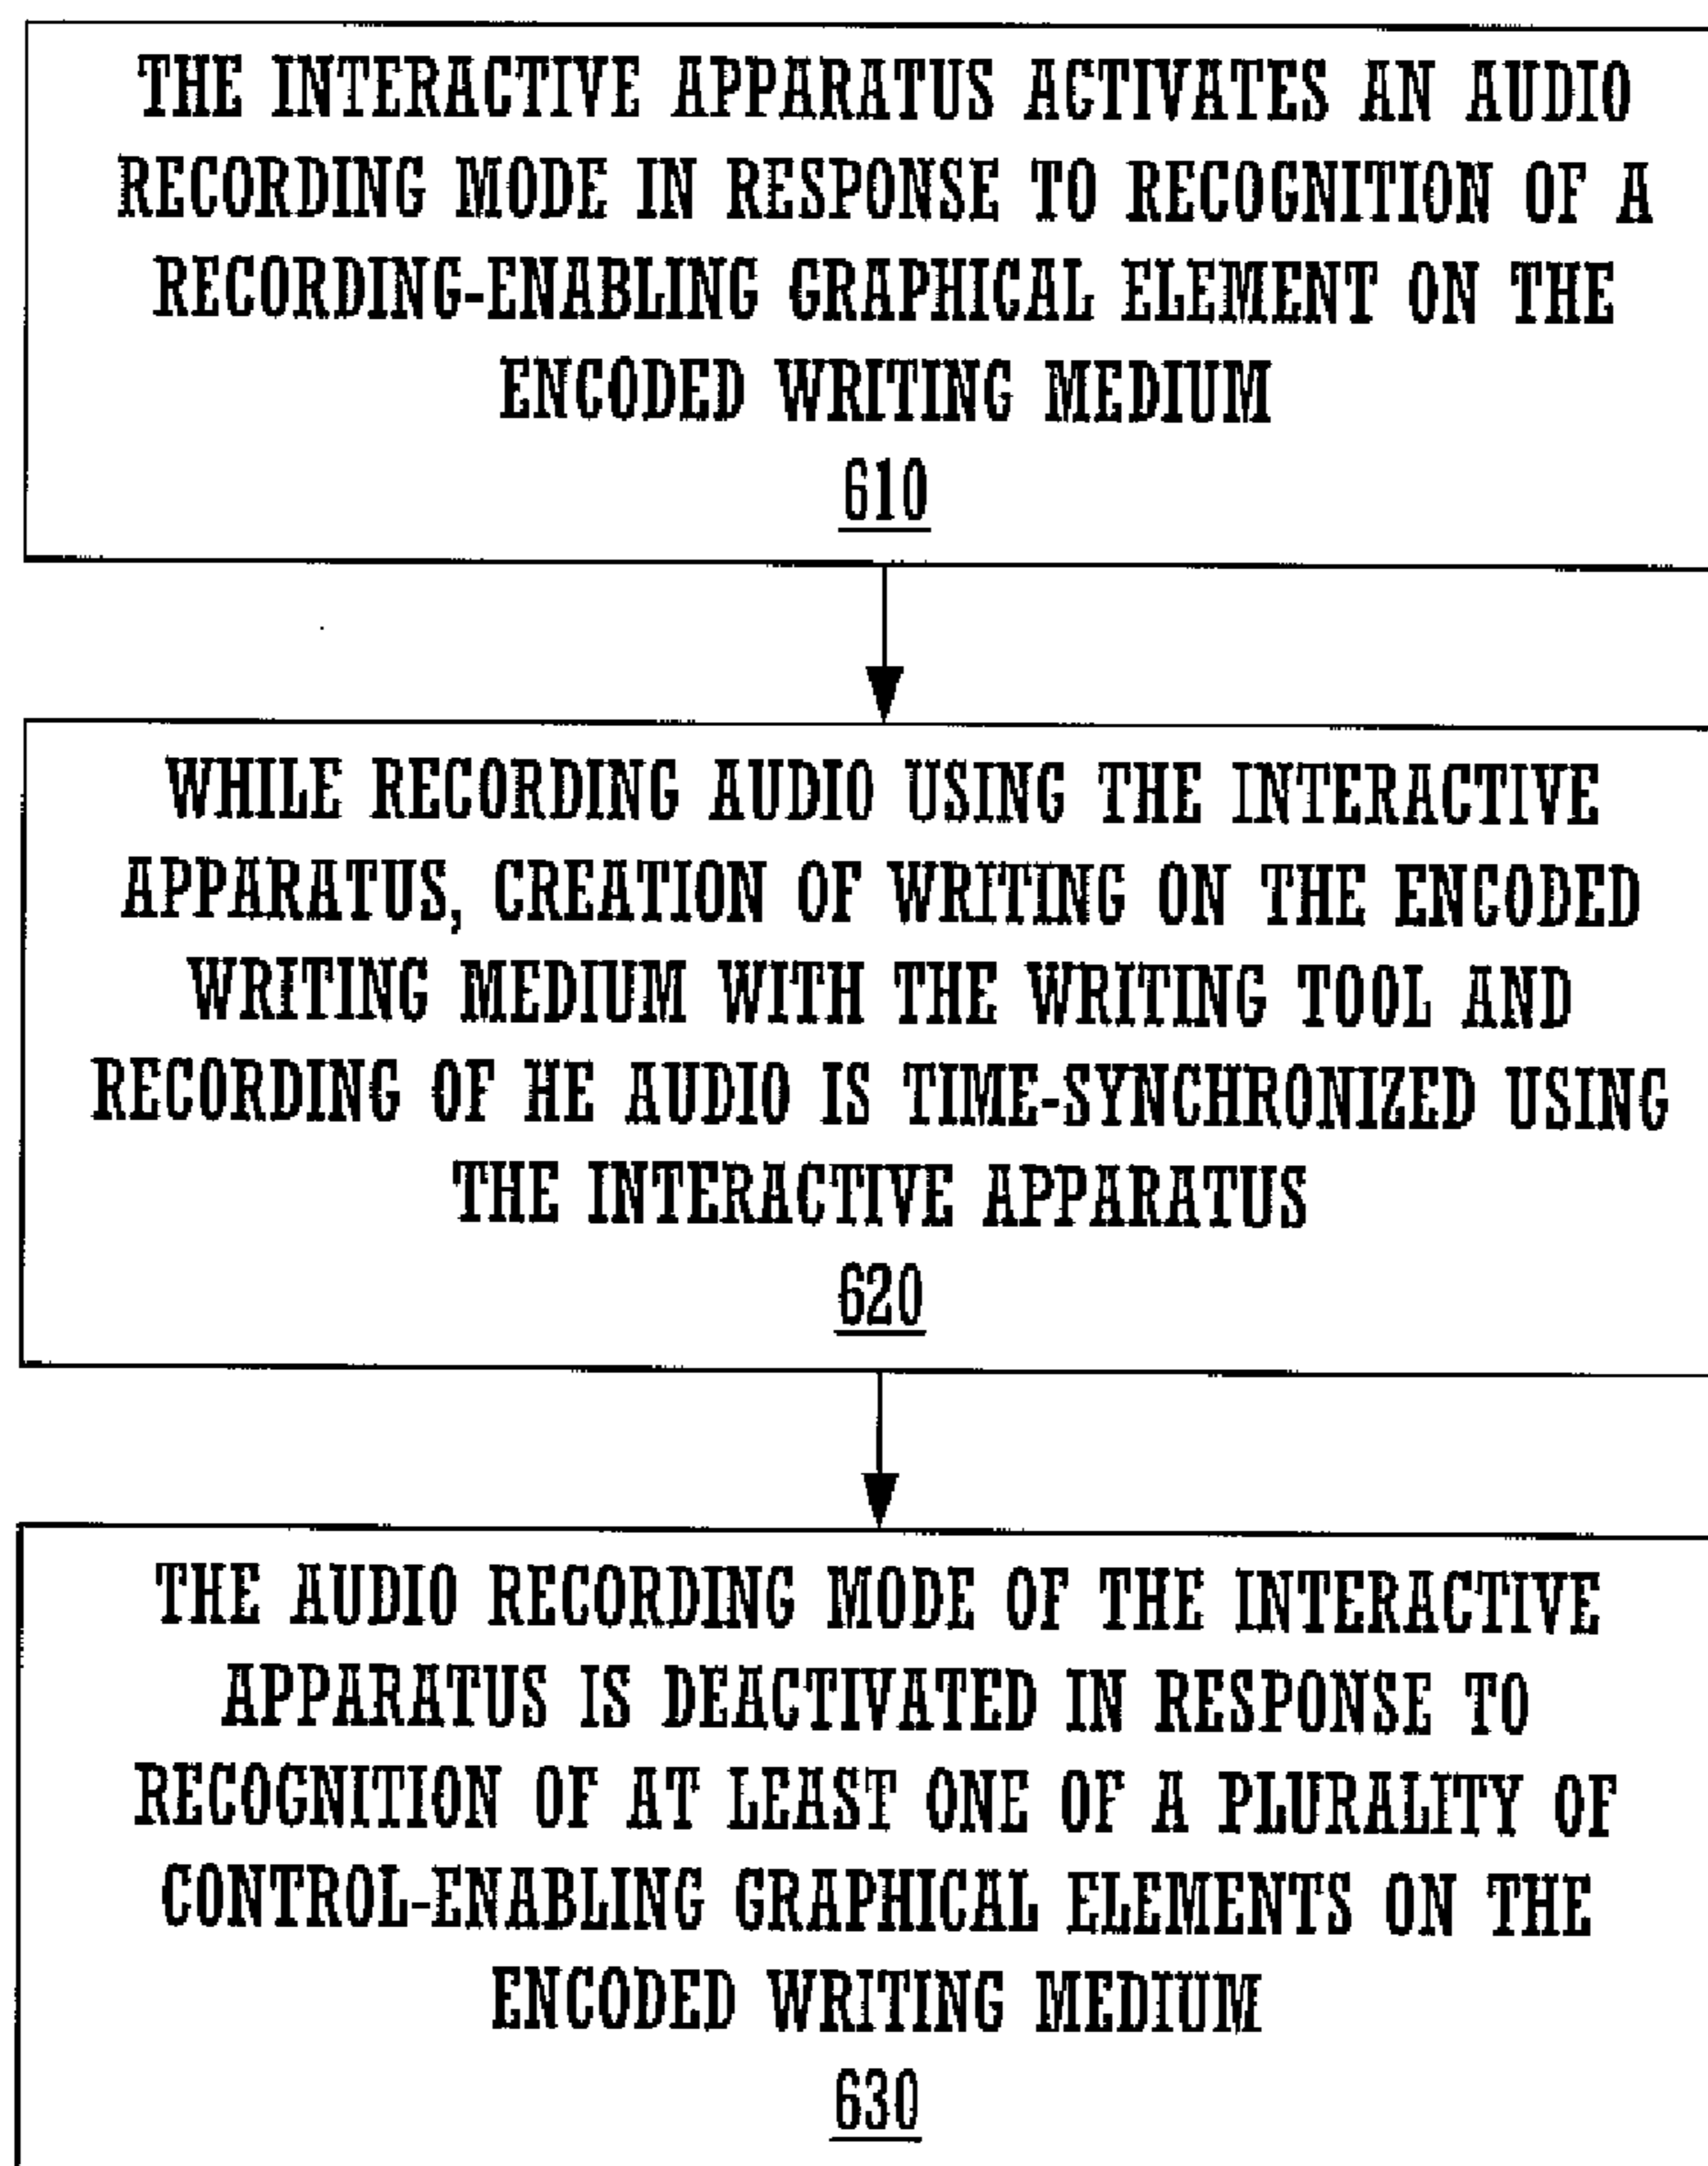 THE INTERACTIVE APPARATUS ACTIVATES AN AUDIO
RECORDING MODE IN RESPONSE TO RECOGNITION OF A
RECORDING-ENABLING GRAPHICAL ELEMENT ON THE
ENCODED WRITING MEDIUM
610
WHILE RECORDING AUDIO USING THE INTERACTIVE
APPARATUS, CREATION OF WRITING ON THE ENCODED
WRITING MEDIUM WITH THE WRITING TOOL AND
RECORDING OF HE AUDIO IS TIME-SYNCHRONIZED USING
THE INTERACTIVE APPARATUS
620
THE AUDIO RECORDING MODE OF THE INTERACTIVE
APPARATUS IS DEACTIVATED IN RESPONSE TO
RECOGNITION OF AT LEAST ONE OF A PLURALITY OF
CONTROL-ENABLING GRAPHICAL ELEMENTS ON THE
ENCODED WRITING MEDIUM
630